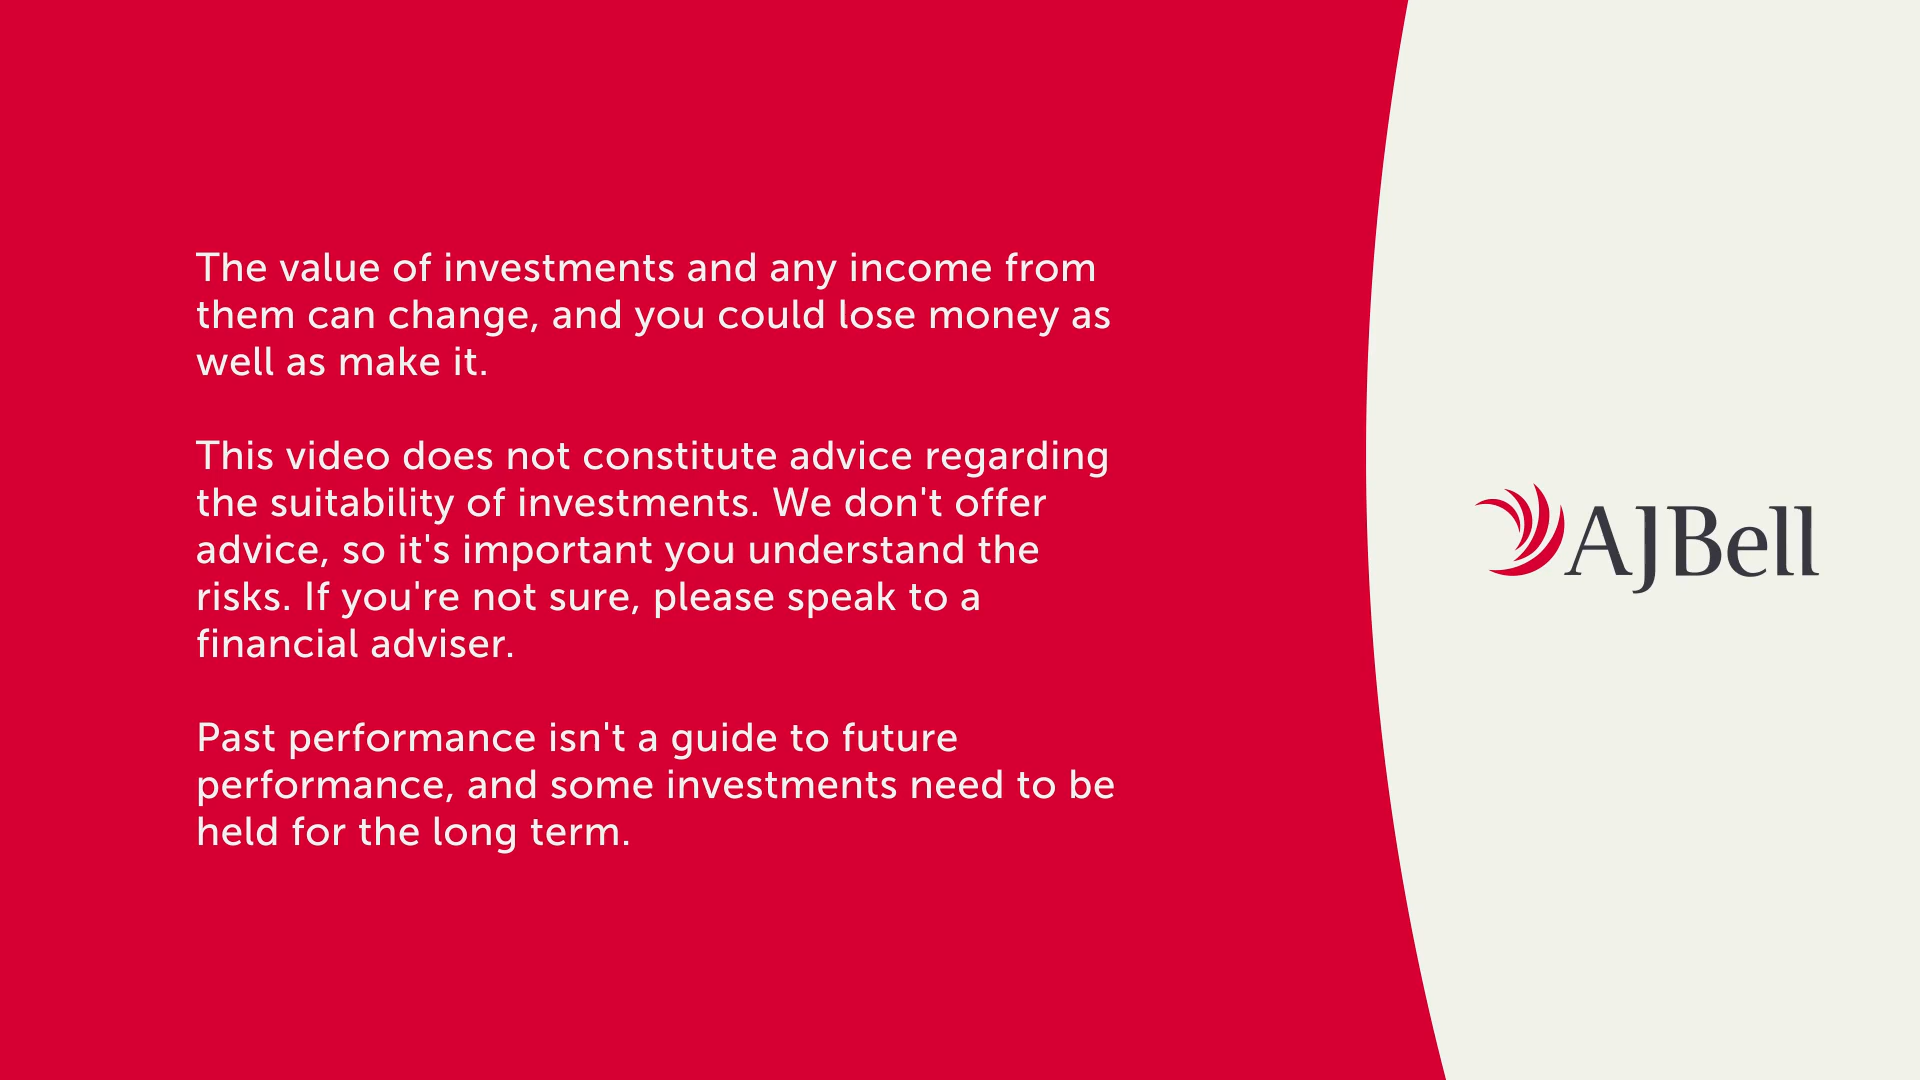 The value of investments and any income from
them can change, and you could lose money as
well as make it.
This video does not constitute advice regarding
the suitability of investments. We don't offer
advice, so it's important you understand the
risks. If you're not sure, please speak to a
financial adviser.
Past performance isn't a guide to future
performance, and some investments need to be
held for the long term.
AJBell